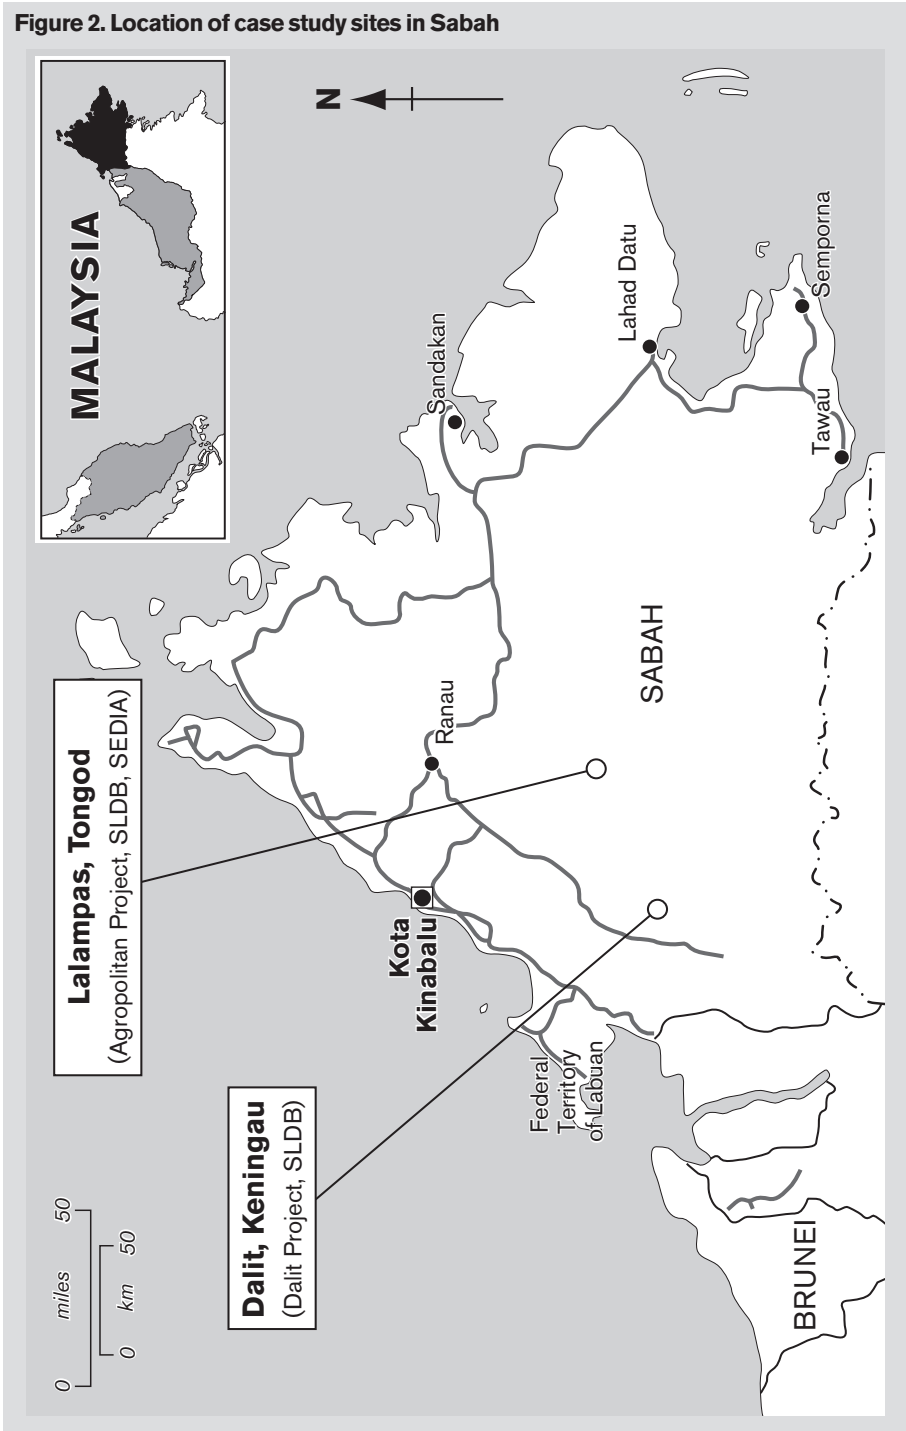 Figure 2. Location of case study sites in Sabah
MALAYSIA
N
Lalampas, Tongod
(Agropolitan Project, SLDB, SEDIA)
Dalit, Keningau
(Dalit Project, SLDB)
Kota
Kinabalu
Ranau
Sandakan
Lahad Datu
Semporna
Tawau
SABAH
Federal
Territory
of Labuan
BRUNEI
0 miles 50
0 km 50